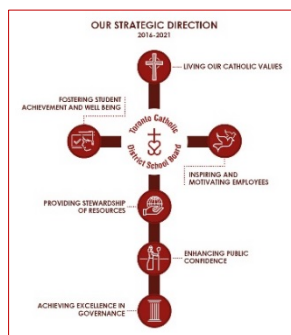 OUR STRATEGIC DIRECTION
2016-2021
LIVING OUR CATHOLIC VALUES
FOSTERING STUDENT
ACHIEVEMENT AND WELL BEING
Toronto Catholic
District School Board
INSPIRING AND
MOTIVATING EMPLOYEES
PROVIDING STEWARDSHIP
OF RESOURCES
ENHANCING PUBLIC
CONFIDENCE
ACHIEVING EXCELLENCE IN
GOVERNANCE